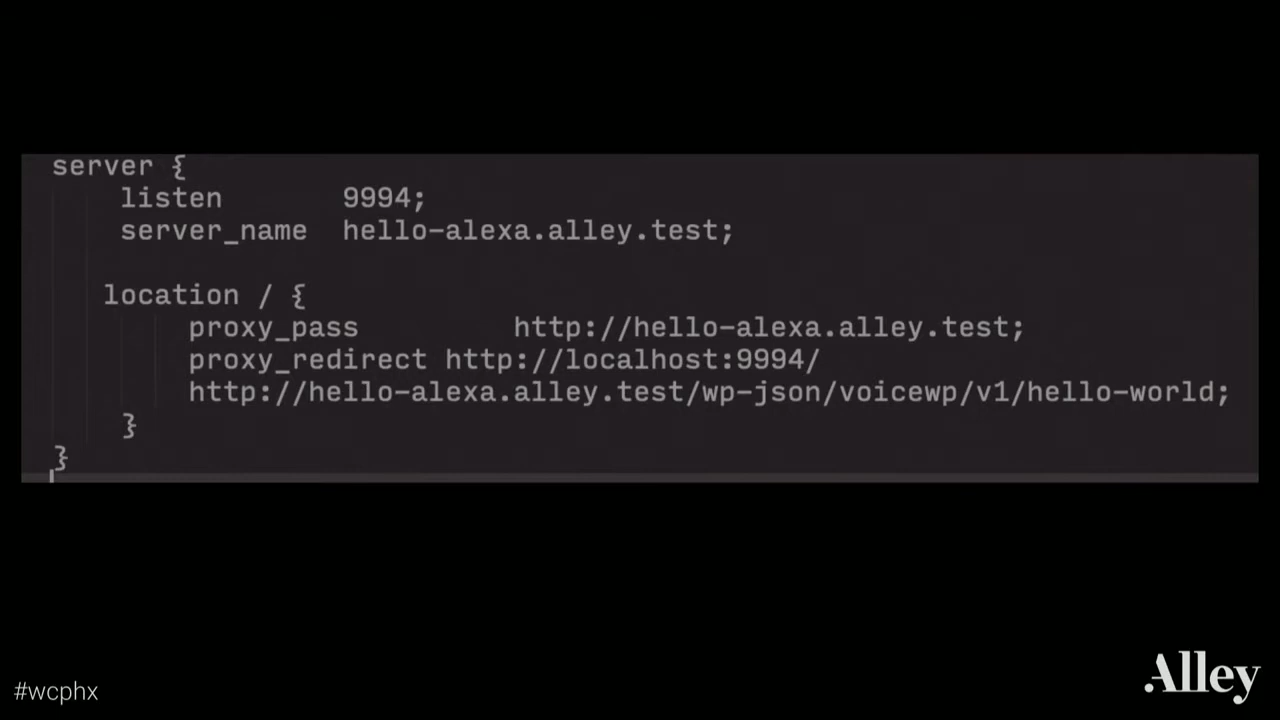 server {
listen 9994;
server_name hello-alexa.alley.test;
location / {
proxy_pass http://hello-alexa.alley.test;
proxy_redirect http://localhost:9994/
http://hello-alexa.alley.test/wp-json/voicewp/v1/hello-world;
}
}
#wcphx
Alley